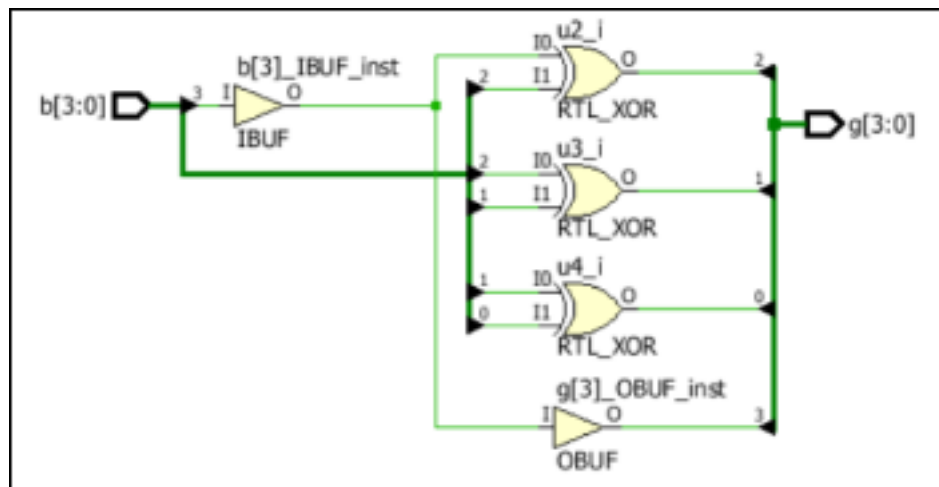 b[3:0]
3
I
b[3]_IBUF_inst
O
IBUF
u2_i
I0
2
I1
O
RTL_XOR
2
u3_i
2
I0
1
I1
O
RTL_XOR
1
u4_i
1
I0
0
I1
O
RTL_XOR
0
g[3]_OBUF_inst
I
O
OBUF
3
g[3:0]